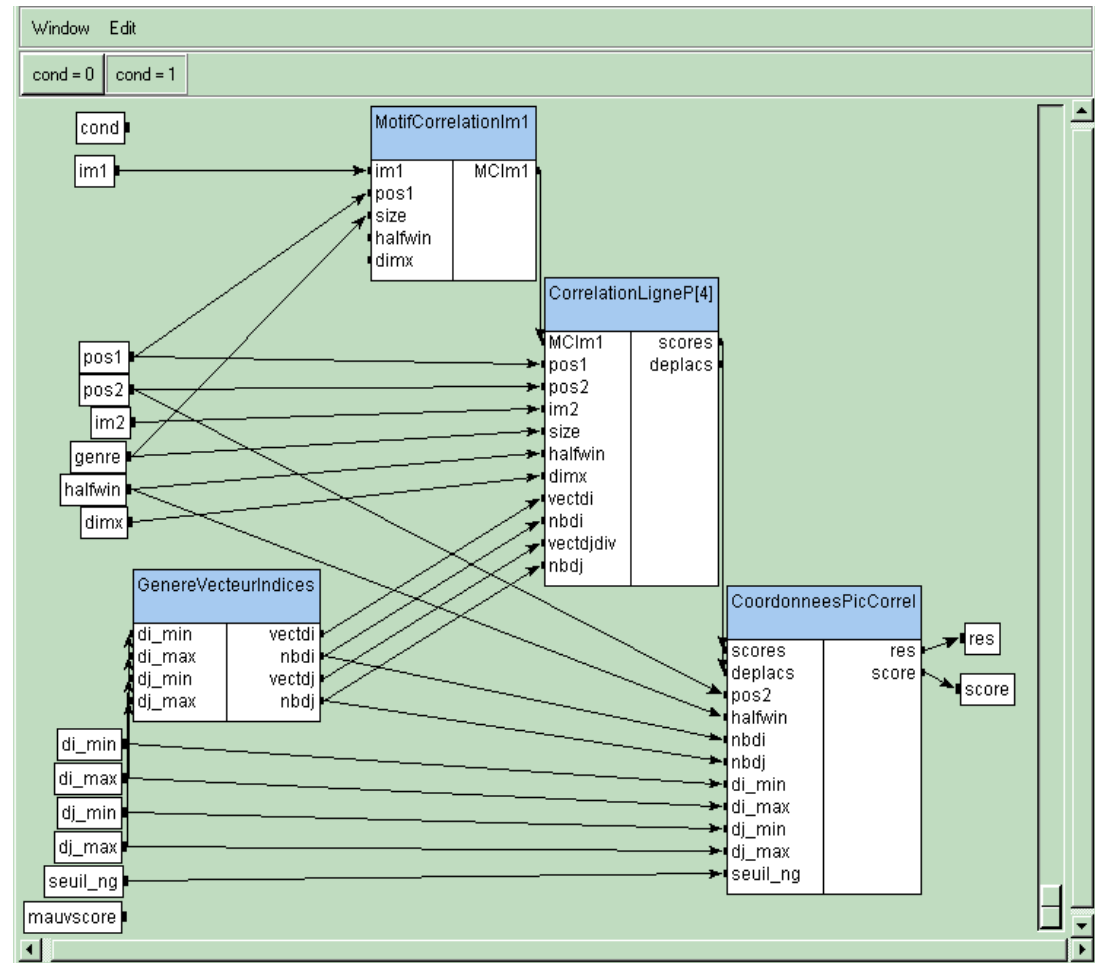 Window Edit
cond = 0 cond = 1
cond
im1
MotifCorrelationIm1
im1 MCIm1
pos1
size
halfwin
dimx
CorrelationLigneP[4]
MCIm1 scores
pos1 deplacs
pos2
im2
size
halfwin
dimx
vectdi
nbdi
vectdjdiv
nbdj
pos1
pos2
im2
genre
halfwin
dimx
GenereVecteurIndices
di_min vectdi
di_max nbdi
dj_min vectdj
dj_max nbdj
CoordonneesPicCorrel
scores res
deplacs score
pos2
halfwin
nbdi
nbdj
di_min
di_max
dj_min
dj_max
seuil_ng
res
score
di_min
di_max
dj_min
dj_max
seuil_ng
mauvscore